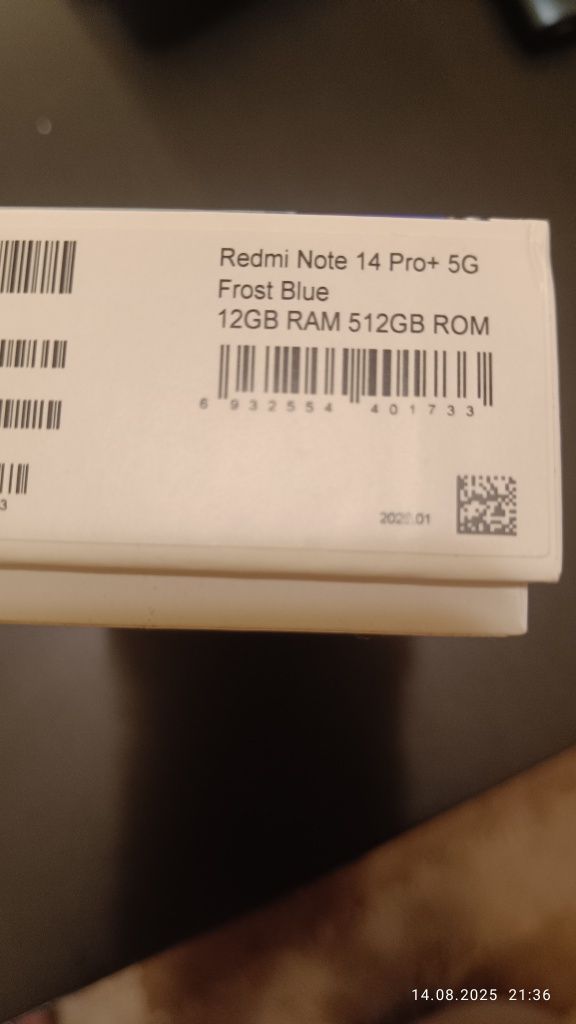 Redmi Note 14 Pro+ 5G
Frost Blue
12GB RAM 512GB ROM
6 932554 401733
3
14.08.2025 21:36